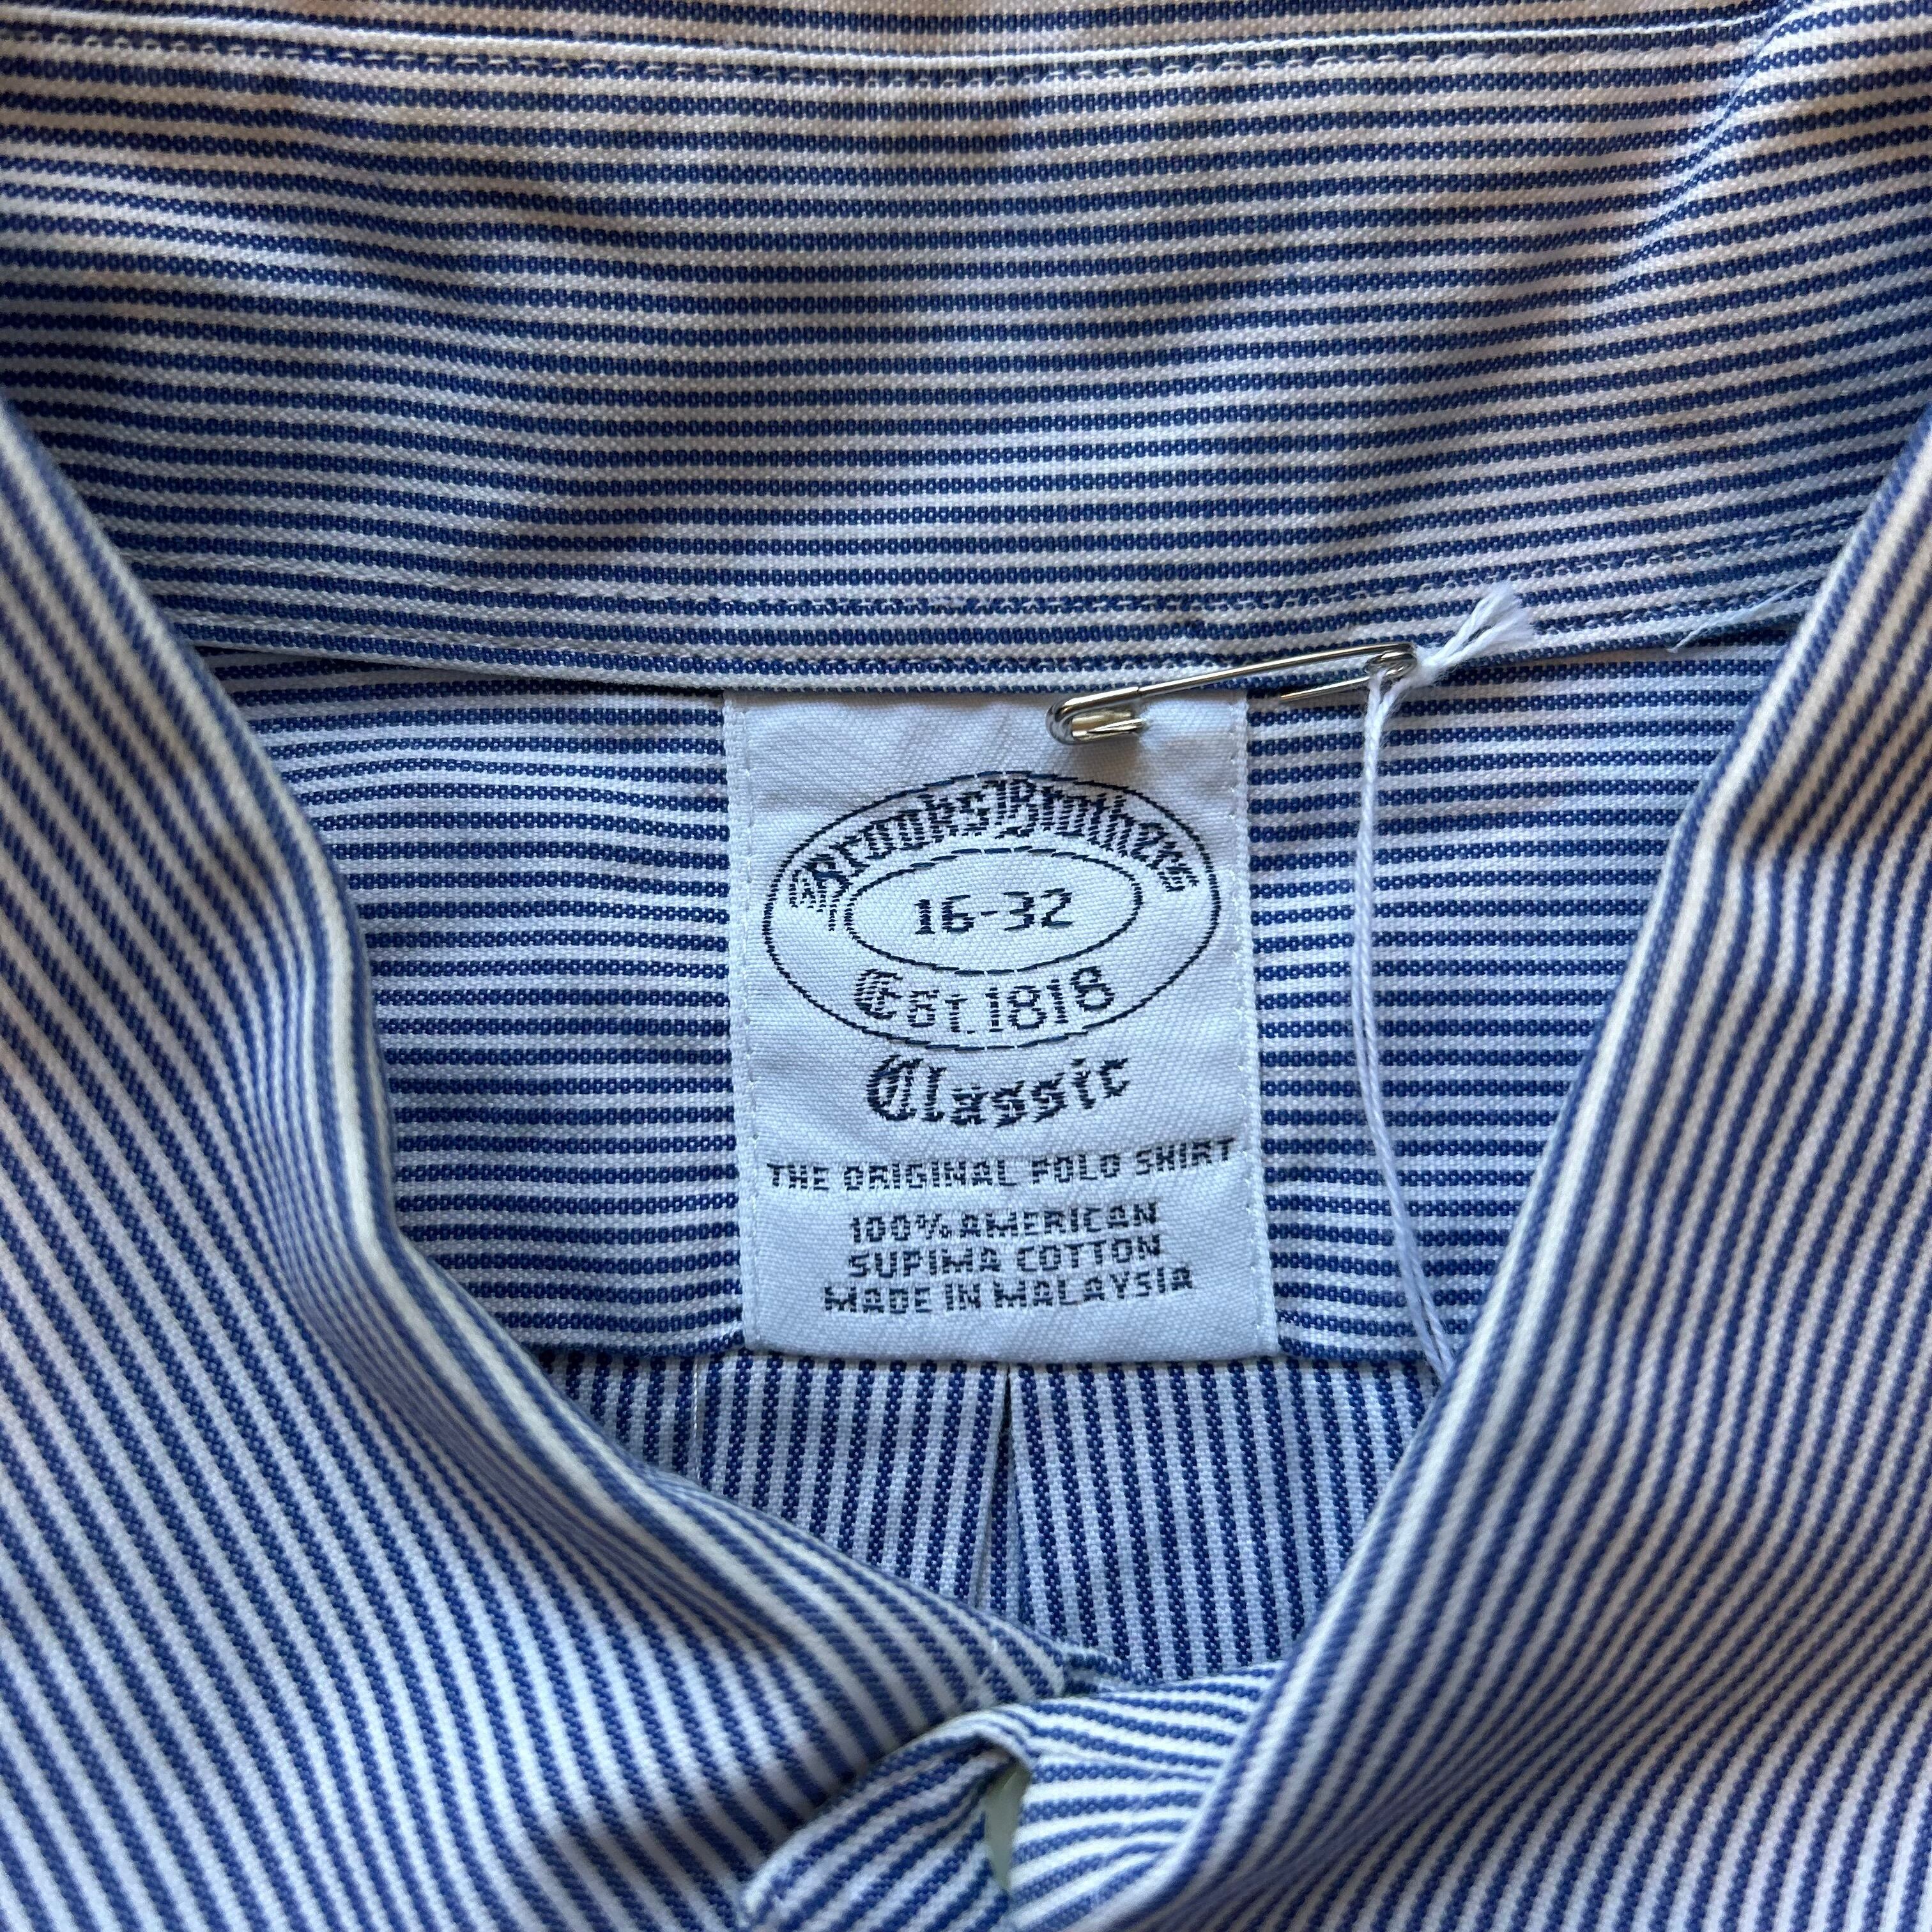 Brooks Brothers
16-32
Est. 1818
Classic
THE ORIGINAL POLO SHIRT
100% AMERICAN
SUPIMA COTTON
MADE IN MALAYSIA